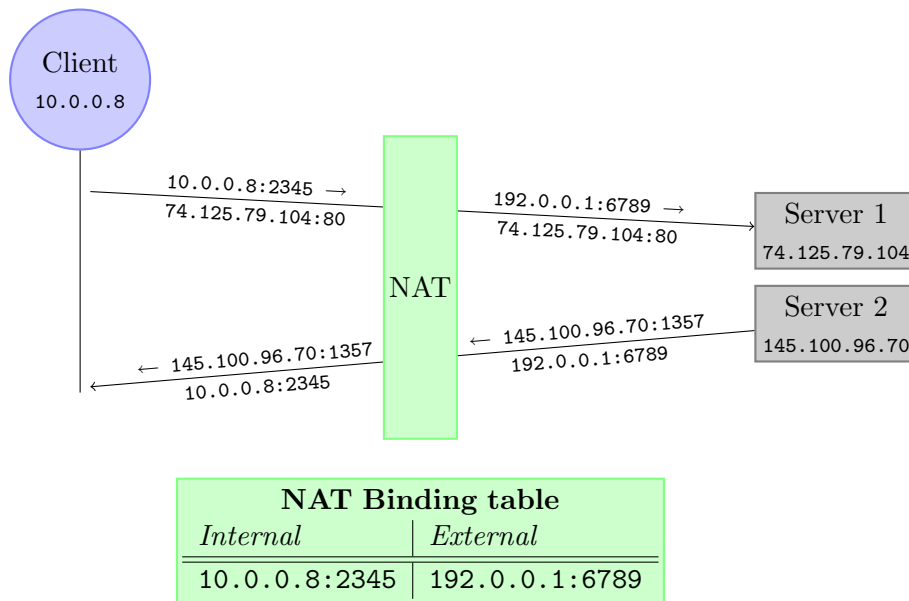 Client
10.0.0.8
10.0.0.8:2345 →
74.125.79.104:80
192.0.0.1:6789 →
74.125.79.104:80
Server 1
74.125.79.104
NAT
Server 2
145.100.96.70
← 145.100.96.70:1357
192.0.0.1:6789
← 145.100.96.70:1357
10.0.0.8:2345
NAT Binding table
Internal External
10.0.0.8:2345 192.0.0.1:6789